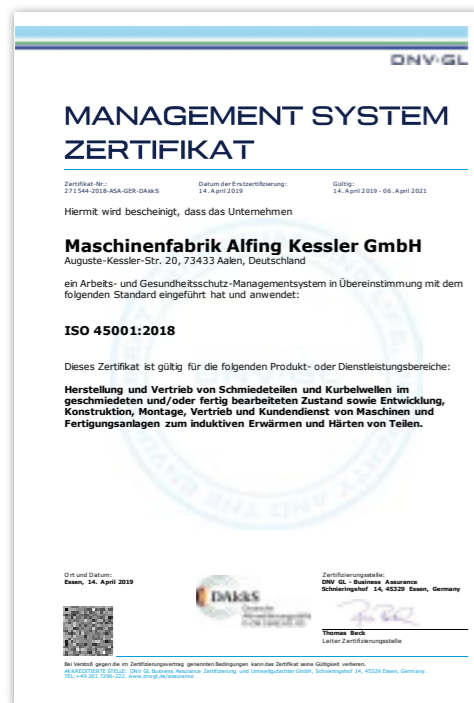 DNV·GL
MANAGEMENT SYSTEM
ZERTIFIKAT
Zertifikat-Nr.:
271544-2018-ASA-GER-DAkkS
Datum der Erstzertifizierung:
14. April 2019
Gültig:
14. April 2019 - 06. April 2021
Hiermit wird bescheinigt, dass das Unternehmen
Maschinenfabrik Alfing Kessler GmbH
Auguste-Kessler-Str. 20, 73433 Aalen, Deutschland
ein Arbeits- und Gesundheitsschutz-Managementsystem in Übereinstimmung mit dem
folgenden Standard eingeführt hat und anwendet:
ISO 45001:2018
Dieses Zertifikat ist gültig für die folgenden Produkt- oder Dienstleistungsbereiche:
Herstellung und Vertrieb von Schmiedeteilen und Kurbelwellen im
geschmiedeten und/oder fertig bearbeiteten Zustand sowie Entwicklung,
Konstruktion, Montage, Vertrieb und Kundendienst von Maschinen und
Fertigungsanlagen zum induktiven Erwärmen und Härten von Teilen.
Ort und Datum:
Essen, 14. April 2019
DAkkS
Deutsche
Akkreditierungsstelle
Zertifizierungsstelle:
DNV GL - Business Assurance
Schnieringshof 14, 45329 Essen, Germany
Thomas Beck
Leiter Zertifizierungsstelle
Bei Verstoß gegen die im Zertifizierungsvertrag genannten Bedingungen kann das Zertifikat seine Gültigkeit verlieren.
AKKREDITIERTE STELLE: DNV GL Business Assurance Zertifizierung und Umweltgutachter GmbH, Schnieringshof 14, 45329 Essen, Germany.
TEL: +49 201 7296-222. www.dnvgl.de/assurance